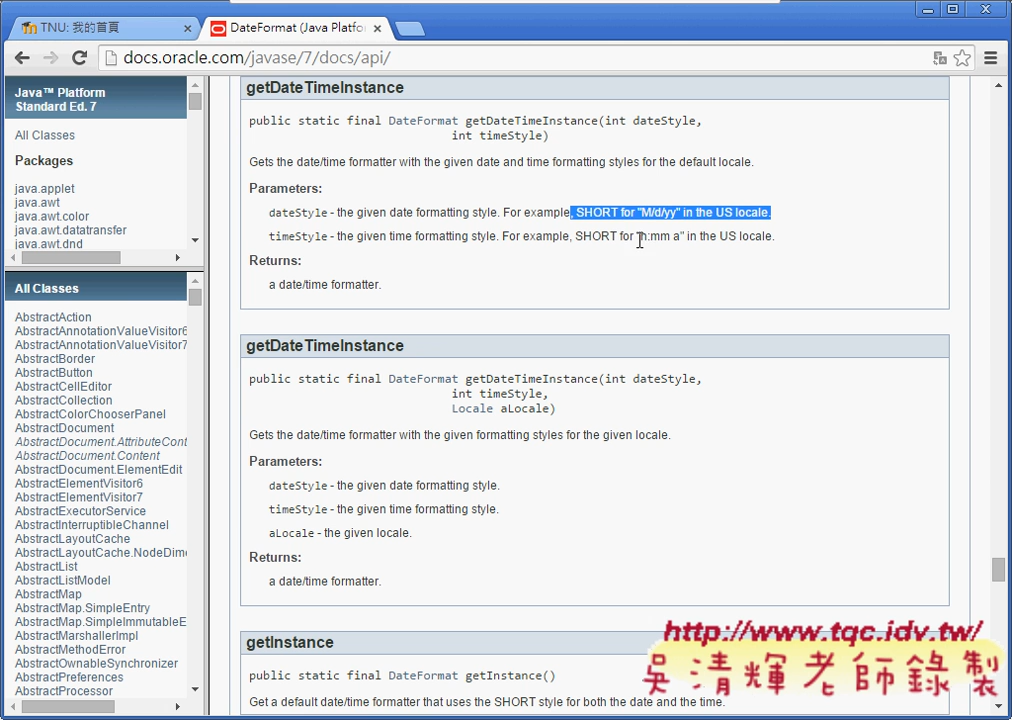 TNU: 我的首頁
DateFormat (Java Platfo
docs.oracle.com/javase/7/docs/api/
Java™ Platform
Standard Ed. 7
All Classes
Packages
java.applet
java.awt
java.awt.color
java.awt.datatransfer
java.awt.dnd
All Classes
AbstractAction
AbstractAnnotationValueVisitor6
AbstractAnnotationValueVisitor7
AbstractBorder
AbstractButton
AbstractCellEditor
AbstractCollection
AbstractColorChooserPanel
AbstractDocument
AbstractDocument.AttributeCont
AbstractDocument.Content
AbstractDocument.ElementEdit
AbstractElementVisitor6
AbstractElementVisitor7
AbstractExecutorService
AbstractInterruptibleChannel
AbstractLayoutCache
AbstractLayoutCache.NodeDime
AbstractList
AbstractListModel
AbstractMap
AbstractMap.SimpleEntry
AbstractMap.SimpleImmutableE
AbstractMarshallerImpl
AbstractMethodError
AbstractOwnableSynchronizer
AbstractPreferences
AbstractProcessor
getDateTimeInstance
public static final DateFormat getDateTimeInstance(int dateStyle,
int timeStyle)
Gets the date/time formatter with the given date and time formatting styles for the default locale.
Parameters:
dateStyle - the given date formatting style. For example, SHORT for "M/d/yy" in the US locale.
timeStyle - the given time formatting style. For example, SHORT for "h:mm a" in the US locale.
Returns:
a date/time formatter.
getDateTimeInstance
public static final DateFormat getDateTimeInstance(int dateStyle,
int timeStyle,
Locale aLocale)
Gets the date/time formatter with the given formatting styles for the given locale.
Parameters:
dateStyle - the given date formatting style.
timeStyle - the given time formatting style.
aLocale - the given locale.
Returns:
a date/time formatter.
getInstance
public static final DateFormat getInstance()
Get a default date/time formatter that uses the SHORT style for both the date and the time.
http://www.tqc.idv.tw/
吳清輝老師錄製